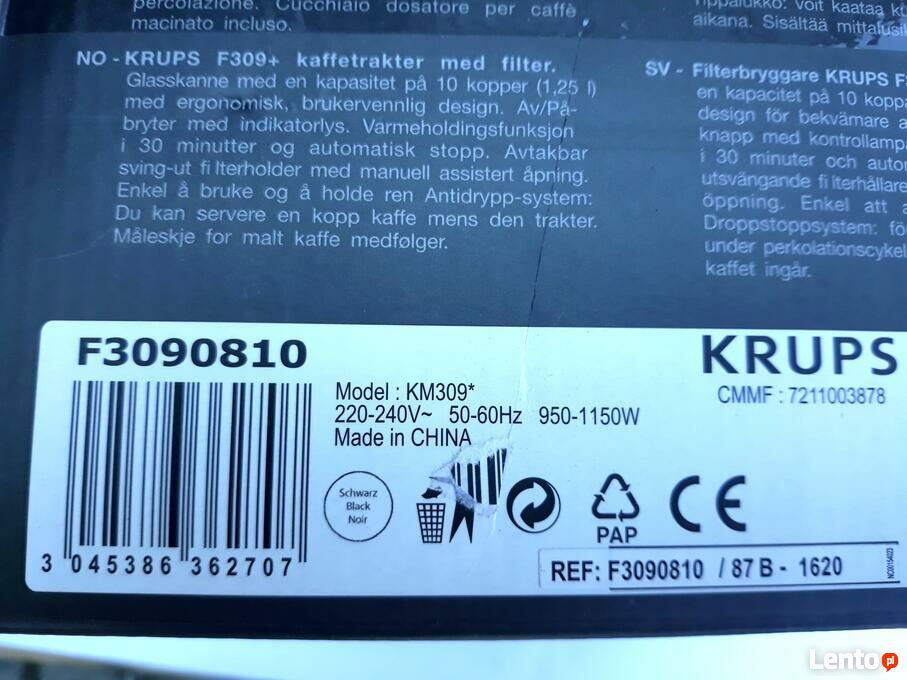 percolazione. Cucchiaio dosatore per caffè
macinato incluso.
NO - KRUPS F309+ kaffetrakter med filter.
Glasskanne med en kapasitet på 10 kopper (1,25 l)
med ergonomisk, brukervennlig design. Av/På-
bryter med indikatorlys. Varmeholdingsfunksjon
i 30 minutter og automatisk stopp. Avtakbar
sving-ut filterholder med manuell assistert åpning.
Enkel å bruke og å holde ren Antidrypp-system:
Du kan servere en kopp kaffe mens den trakter.
Måleskje for malt kaffe medfølger.
voit kaataa
aikana. Sisältää
SV - Filterbryggare KRUPS
en kapacitet på 10
design för bekvämare
knapp med
i 30 minuter och
utsvängande filterhållare
öppning. Enkel att
Droppstoppsystem:
under
kaffet ingår.
F3090810
3 045386 362707
Model : KM309*
220-240V~ 50-60Hz 950-1150W
Made in CHINA
Schwarz
Black
Noir
PAP
KRUPS
CMMF : 7211003878
CE
REF: F3090810 / 87 B - 1620
Lento pl